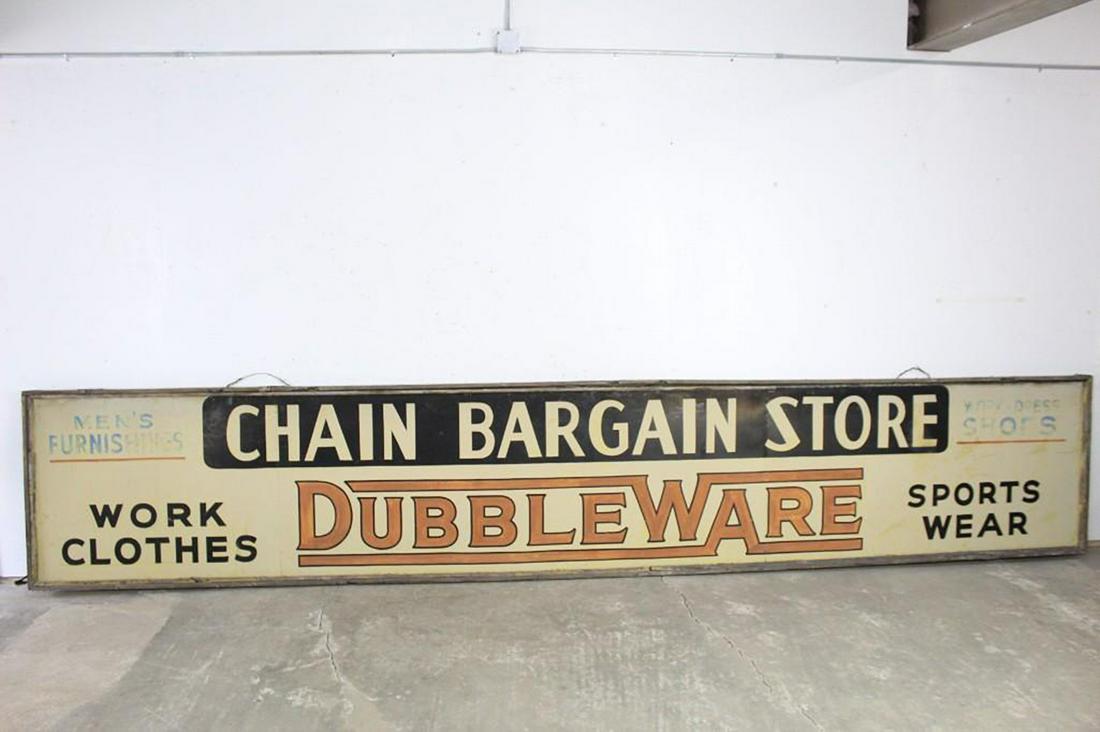 MEN'S
FURNISHINGS
CHAIN BARGAIN STORE
WORK & DRESS
SHOES
WORK
CLOTHES
DUBBLEWARE
SPORTS
WEAR